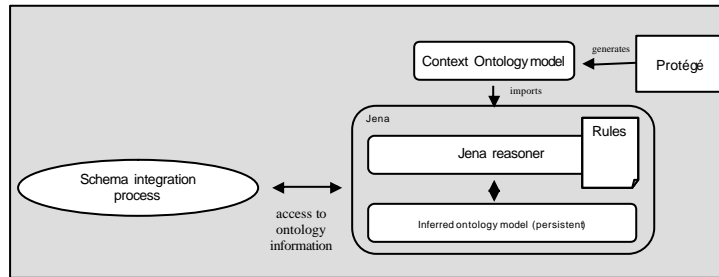 Context Ontology model
generates
Protégé
imports
Jena
Rules
Jena reasoner
Schema integration
process
access to
ontology
information
Inferred ontology model (persistent)